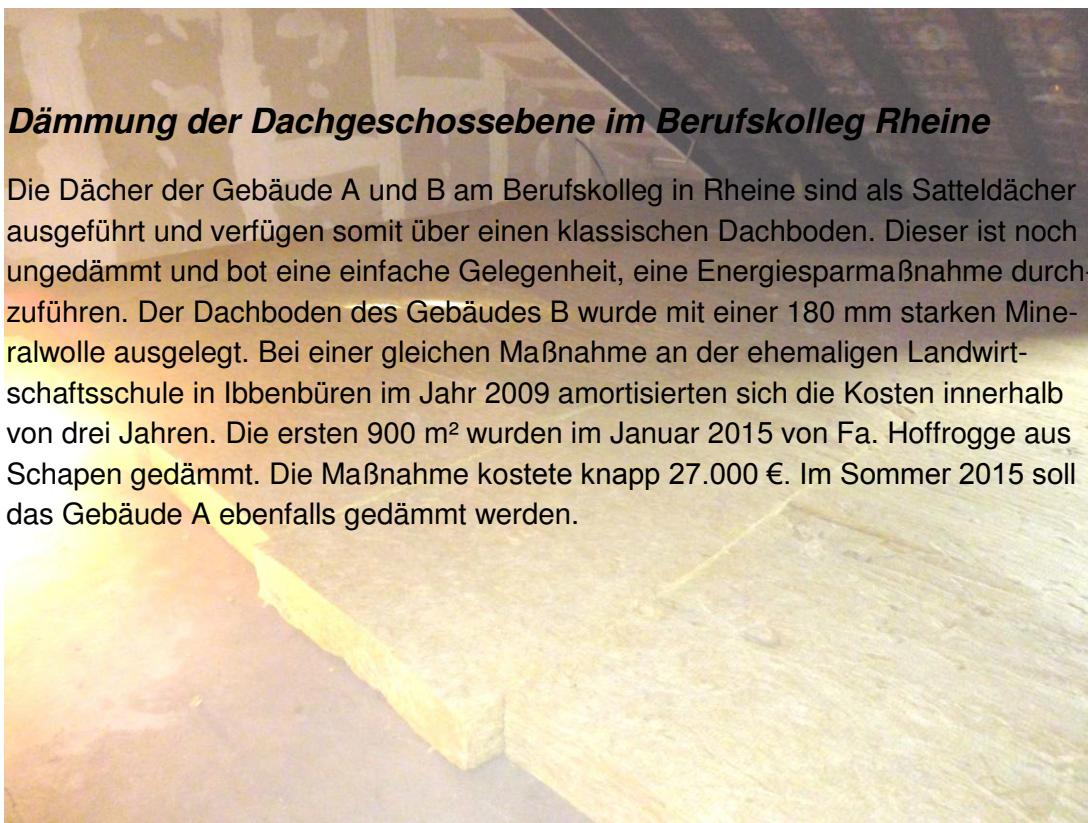 Dämmung der Dachgeschossebene im Berufskolleg Rheine
Die Dächer der Gebäude A und B am Berufskolleg in Rheine sind als Satteldächer
ausgeführt und verfügen somit über einen klassischen Dachboden. Dieser ist noch
ungedämmt und bot eine einfache Gelegenheit, eine Energiesparmaßnahme durch-
zuführen. Der Dachboden des Gebäudes B wurde mit einer 180 mm starken Mine-
ralwolle ausgelegt. Bei einer gleichen Maßnahme an der ehemaligen Landwirt-
schaftsschule in Ibbenbüren im Jahr 2009 amortisierten sich die Kosten innerhalb
von drei Jahren. Die ersten 900 m² wurden im Januar 2015 von Fa. Hoffrogge aus
Schapen gedämmt. Die Maßnahme kostete knapp 27.000 €. Im Sommer 2015 soll
das Gebäude A ebenfalls gedämmt werden.